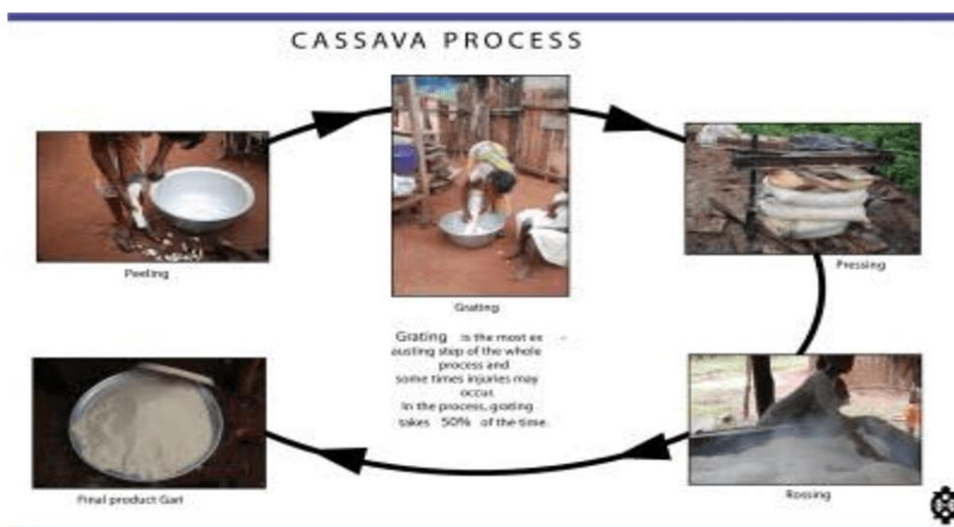 CASSAVA PROCESS
Peeling
Grating
Pressing
Grating is the most ex -
austing step of the whole
process and
some times injuries may
occur.
In the process, grating
takes 50% of the time.
Final product Gari
Rossing